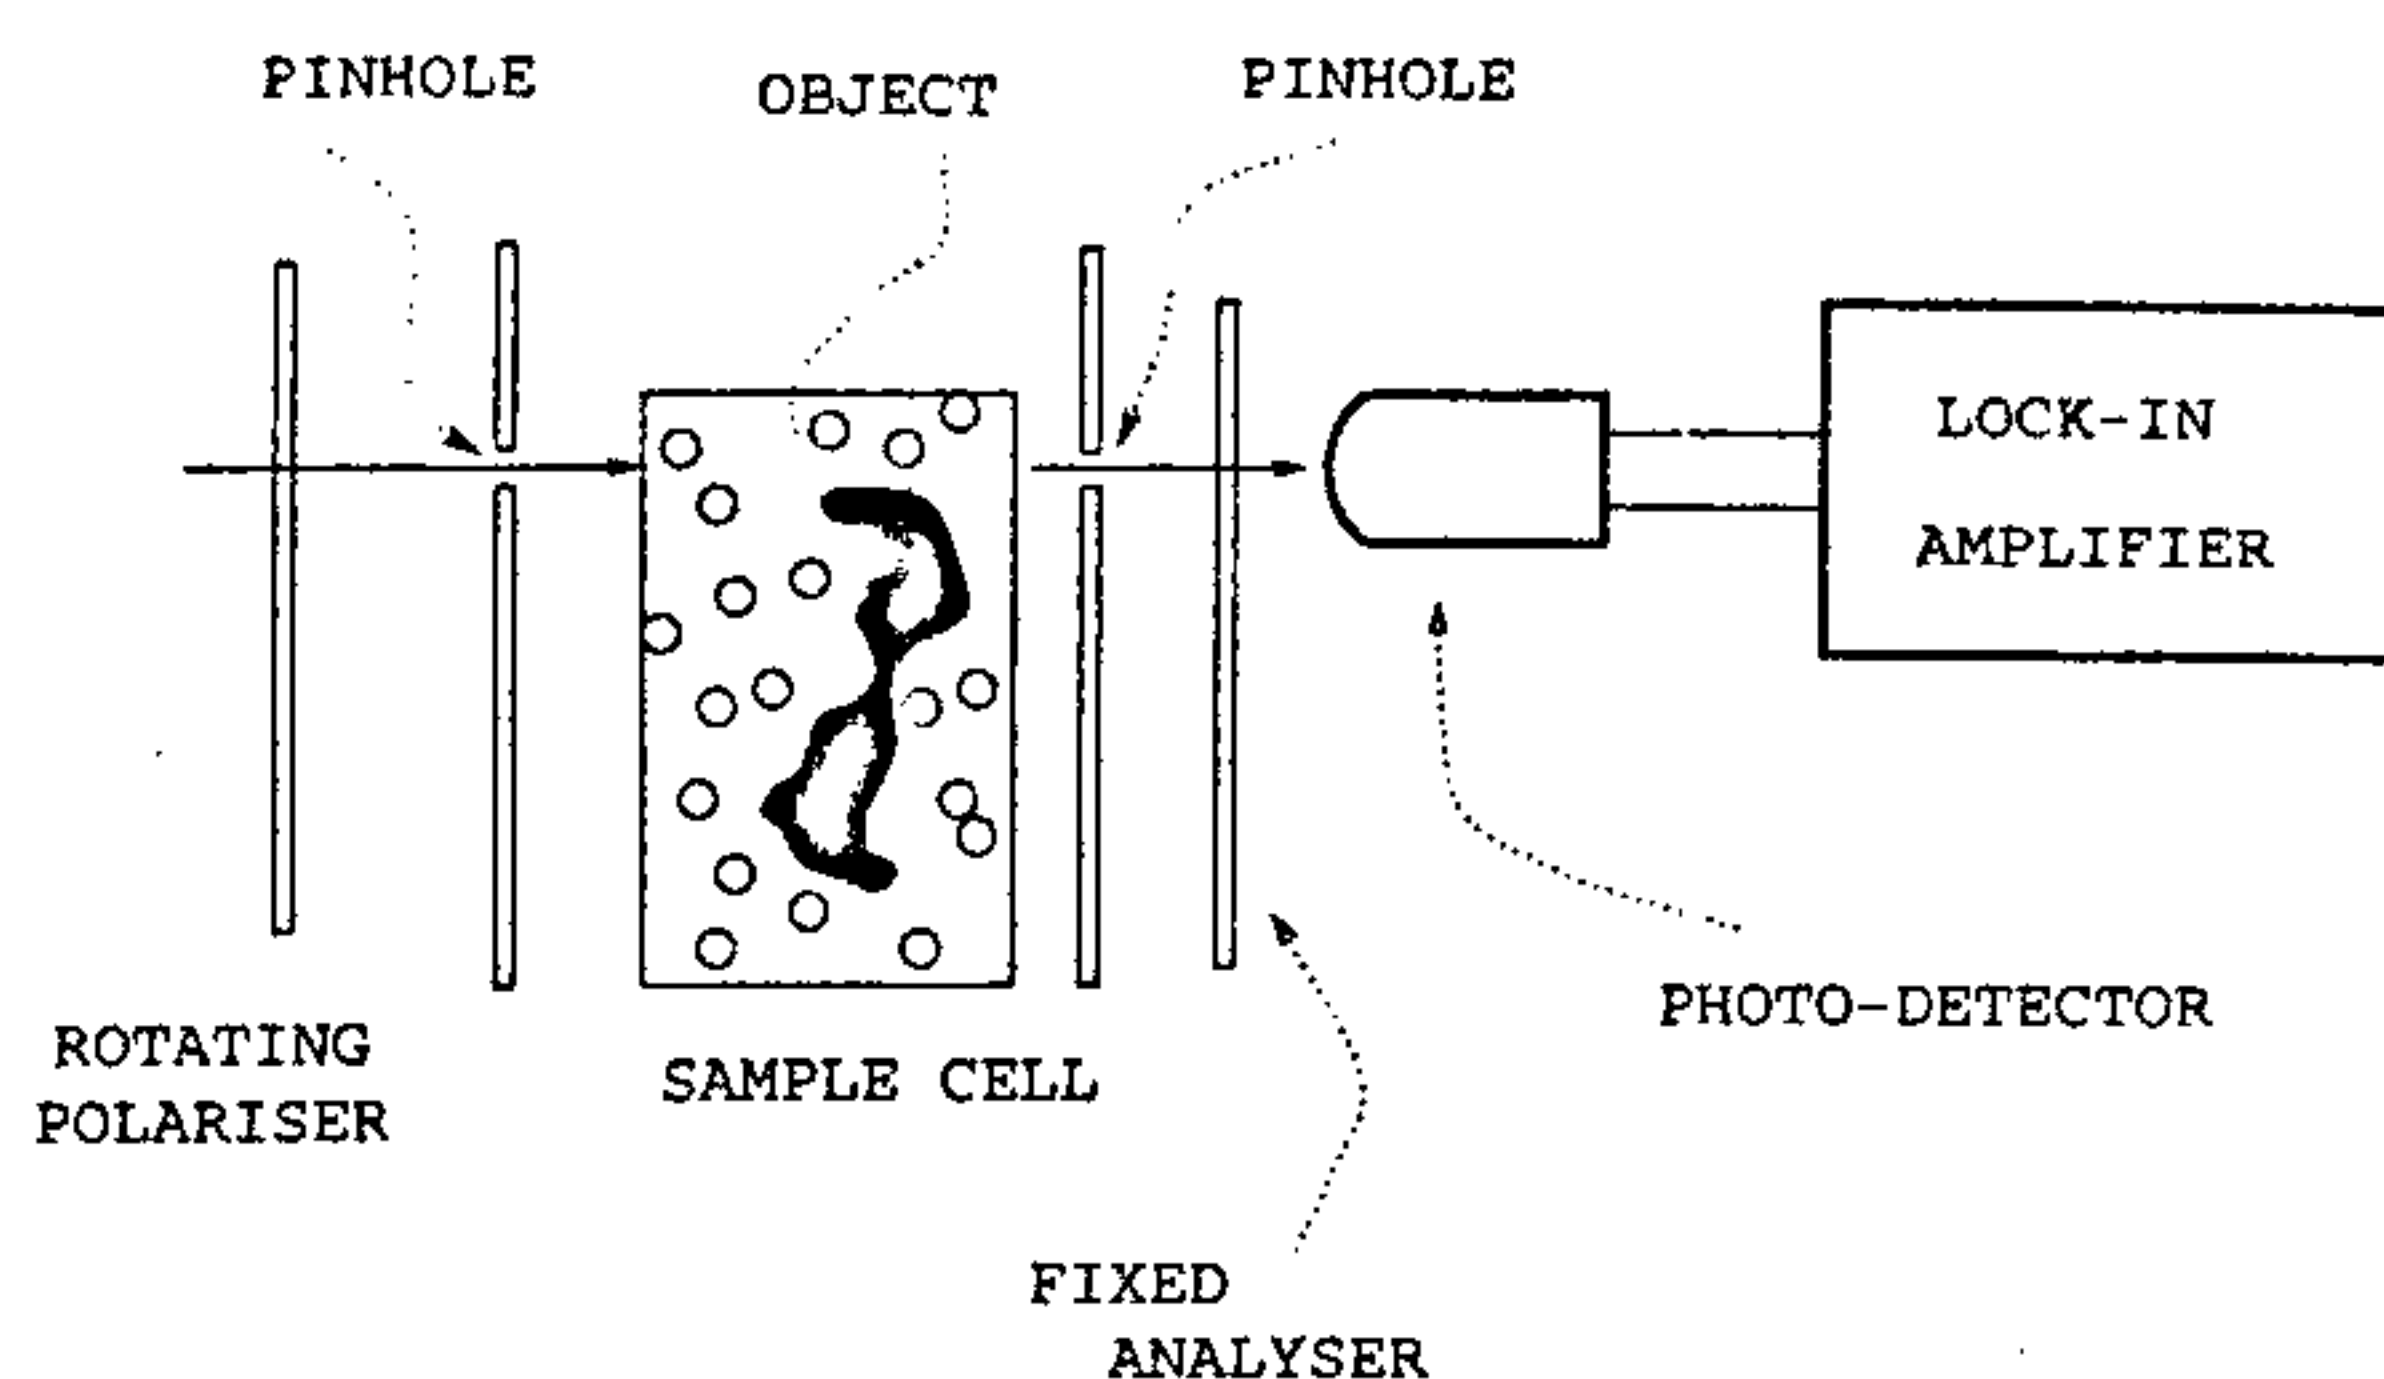 PINHOLE
OBJECT
PINHOLE
LOCK-IN
AMPLIFIER
PHOTO-DETECTOR
ROTATING
POLARISER
SAMPLE CELL
FIXED
ANALYSER